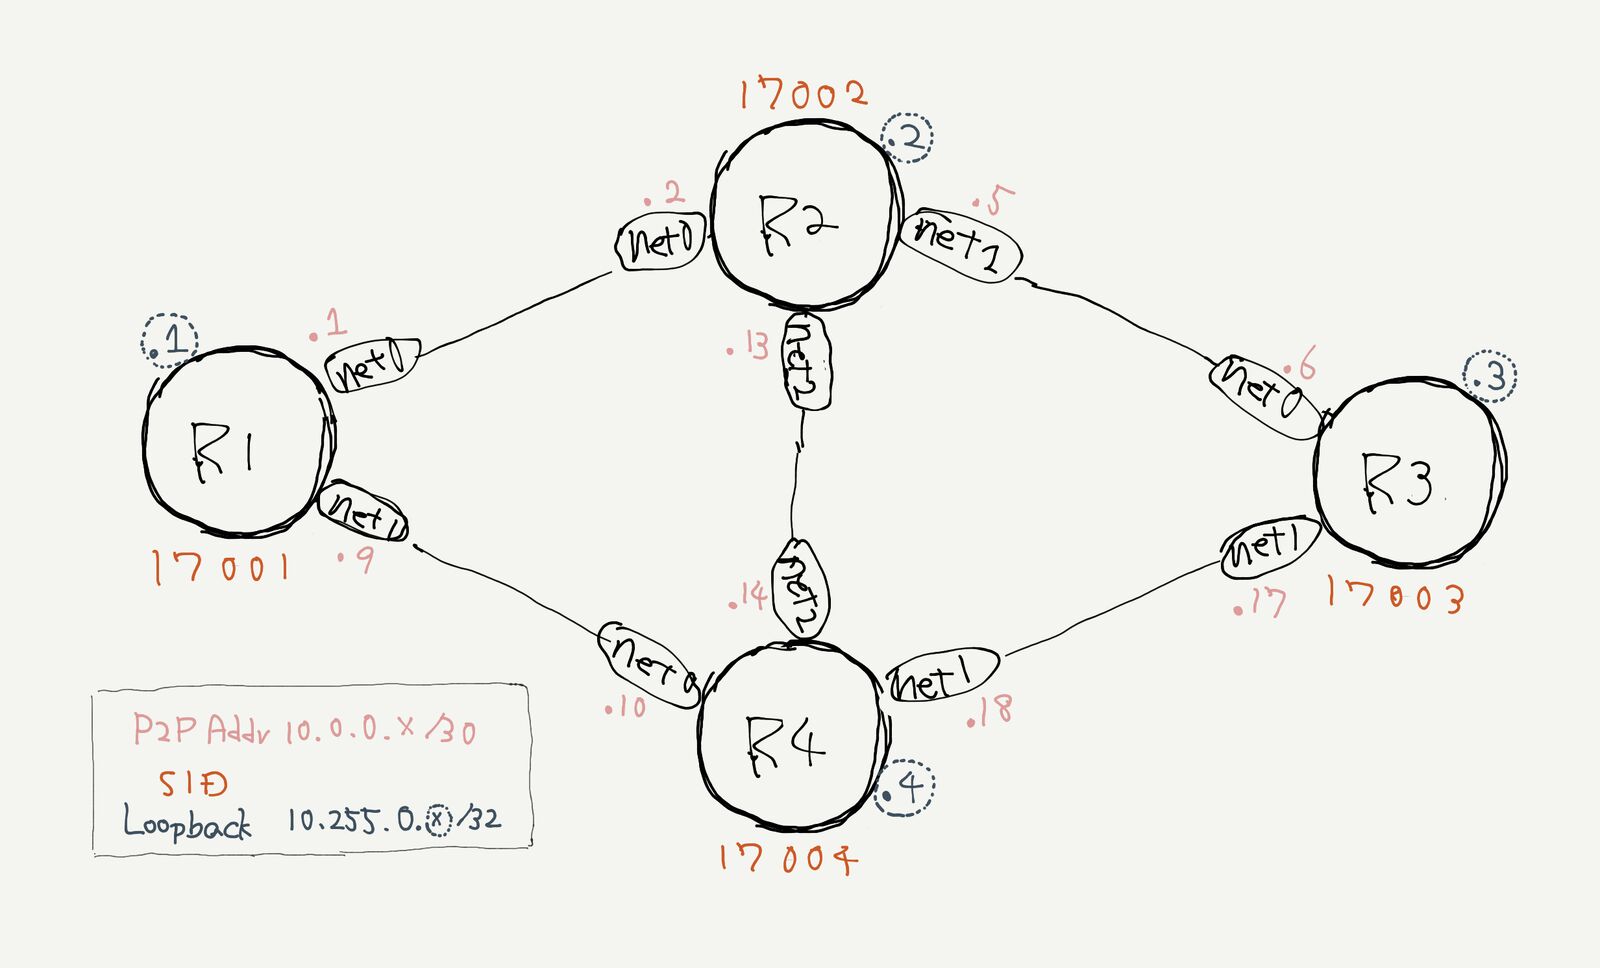 17002
.2
R2
.2
net0
.5
net1
.13
net2
.1
.1
net0
R1
net1
.9
17001
.6
net0
.3
R3
net1
.17
17003
.14
net2
net0
.10
net1
.18
R4
.4
17004
P2P Addr 10.0.0.x/30
SID
Loopback 10.255.0.x/32